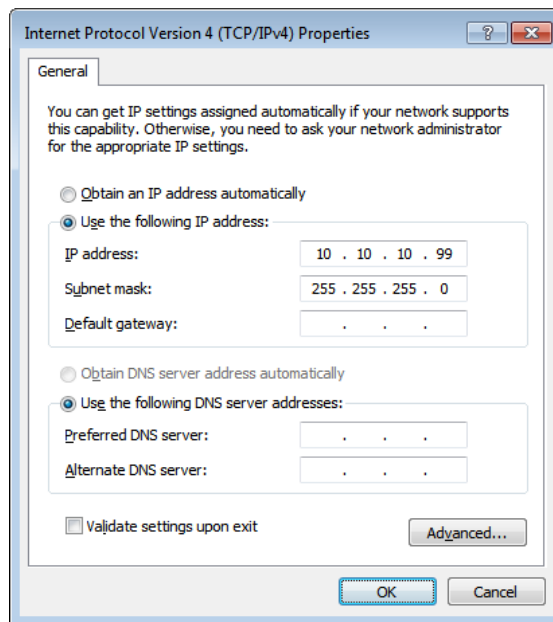 Internet Protocol Version 4 (TCP/IPv4) Properties
General
You can get IP settings assigned automatically if your network supports
this capability. Otherwise, you need to ask your network administrator
for the appropriate IP settings.
Obtain an IP address automatically
Use the following IP address:
IP address: 10 . 10 . 10 . 99
Subnet mask: 255 . 255 . 255 . 0
Default gateway: . . .
Obtain DNS server address automatically
Use the following DNS server addresses:
Preferred DNS server: . . .
Alternate DNS server: . . .
Validate settings upon exit
Advanced...
OK Cancel